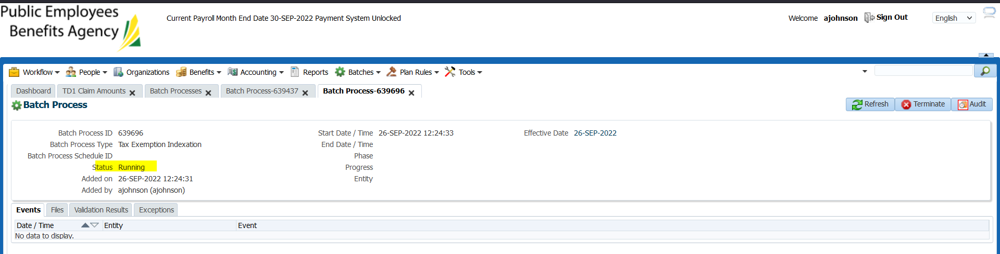 Public Employees
Benefits Agency
Current Payroll Month End Date 30-SEP-2022 Payment System Unlocked
Welcome ajohnson Sign Out English
Workflow People Organizations Benefits Accounting Reports Batches Plan Rules Tools
Dashboard TD1 Claim Amounts Batch Processes Batch Process-639437 Batch Process-639696
Batch Process
Refresh Terminate Audit
Batch Process ID 639696 Start Date / Time 26-SEP-2022 12:24:33 Effective Date 26-SEP-2022
Batch Process Type Tax Exemption Indexation End Date / Time
Batch Process Schedule ID Phase
Status Running Progress
Added on 26-SEP-2022 12:24:31 Entity
Added by ajohnson (ajohnson)
Events Files Validation Results Exceptions
Date / Time Entity Event
No data to display.